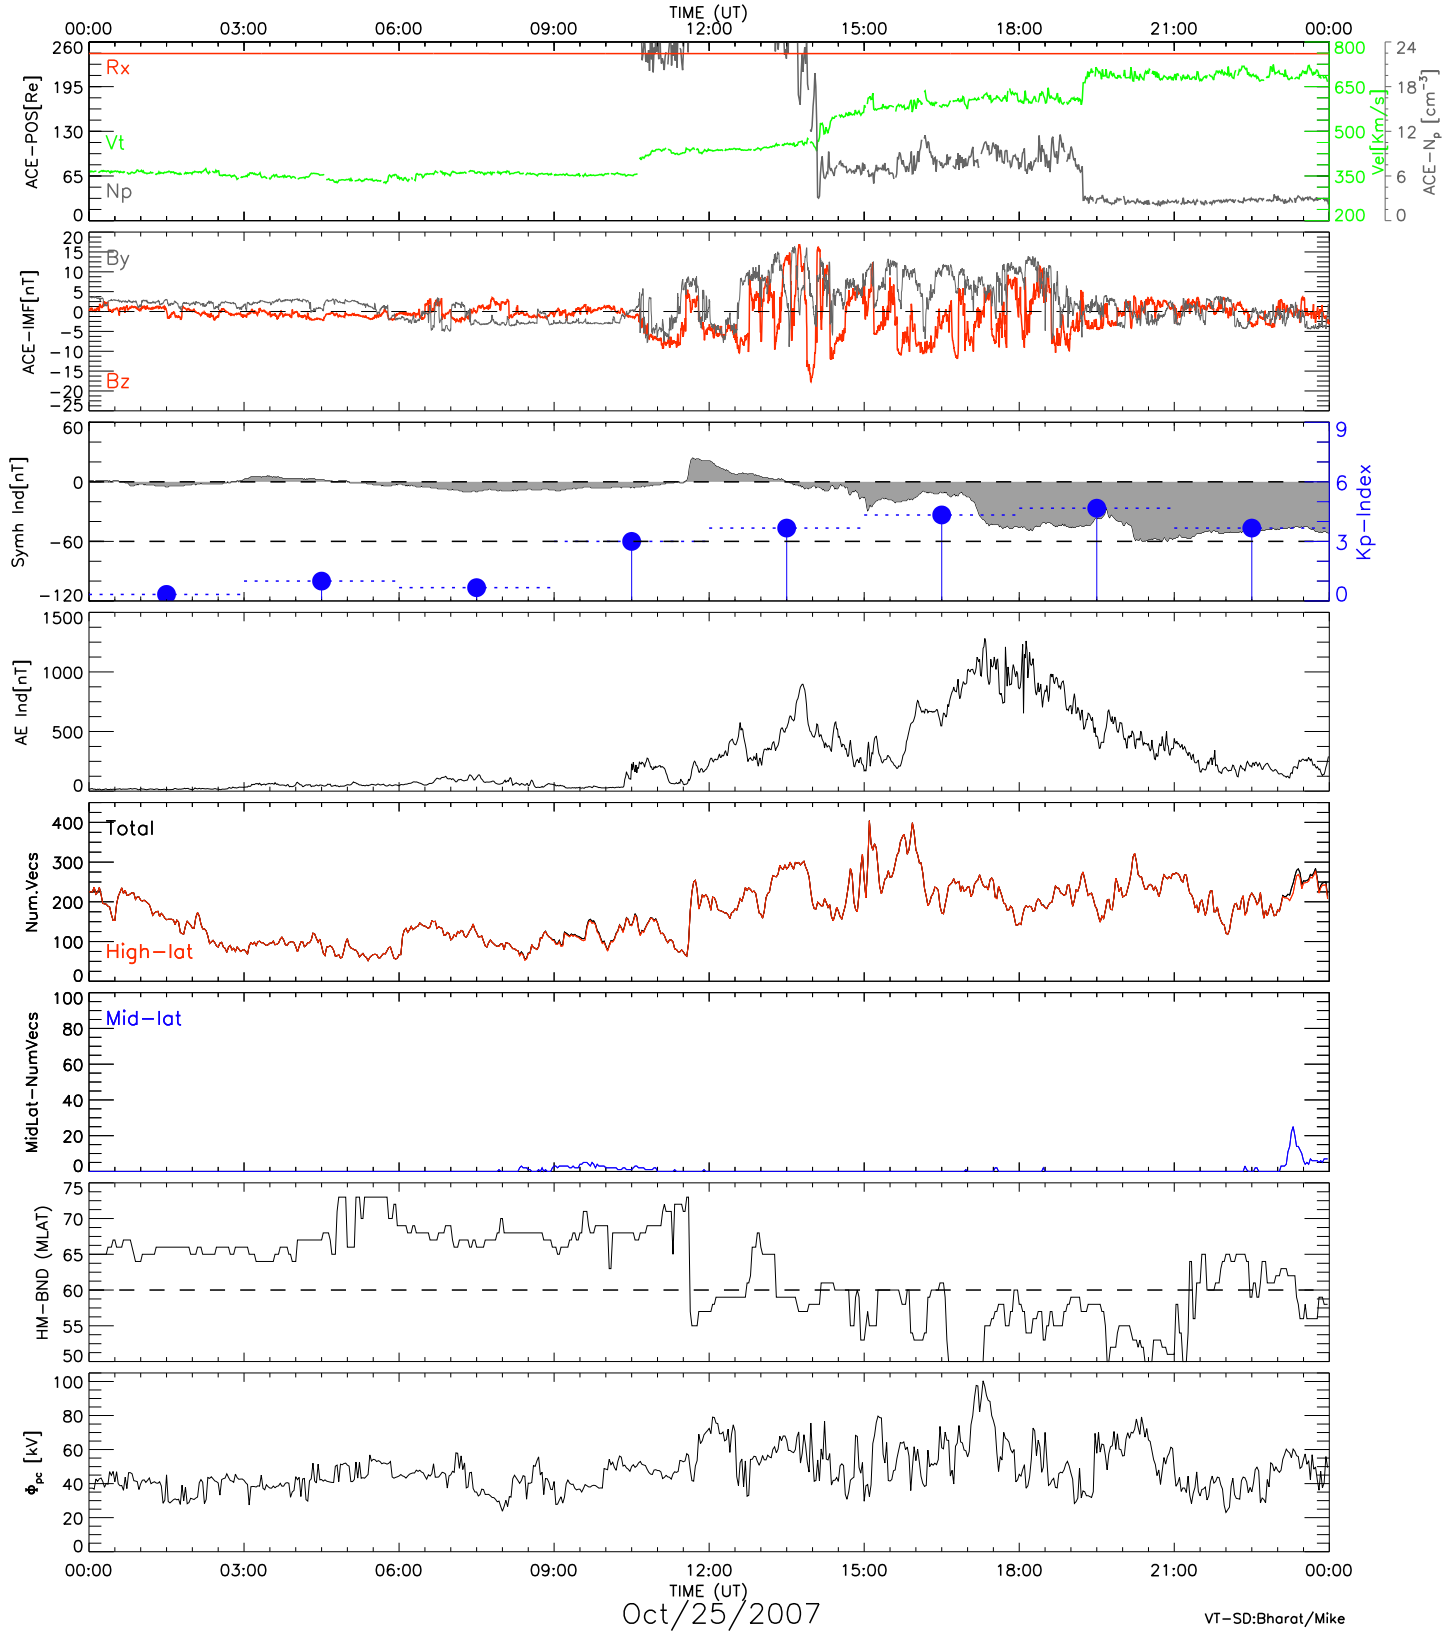 TIME (UT)
00:00 03:00 06:00 09:00 12:00 15:00 18:00 21:00 00:00
260 195 130 65 0
ACE-POS[Re]
Rx
Vt
Np
800 650 500 350 200
Vel[Km/s]
24 18 12 6 0
ACE-Np [cm-3]
20 15 10 5 0 -5 -10 -15 -20 -25
ACE-IMF[nT]
By
Bz
60 0 -60 -120
Symh Ind[nT]
9 6 3 0
Kp-Index
1500 1000 500 0
AE Ind[nT]
400 300 200 100 0
Num.Vecs
Total
High-lat
100 80 60 40 20 0
MidLat-NumVecs
Mid-lat
75 70 65 60 55 50
HM-BND (MLAT)
100 80 60 40 20 0
Φpc [kV]
00:00 03:00 06:00 09:00 12:00 15:00 18:00 21:00 00:00
TIME (UT)
Oct/25/2007
VT-SD:Bharat/Mike